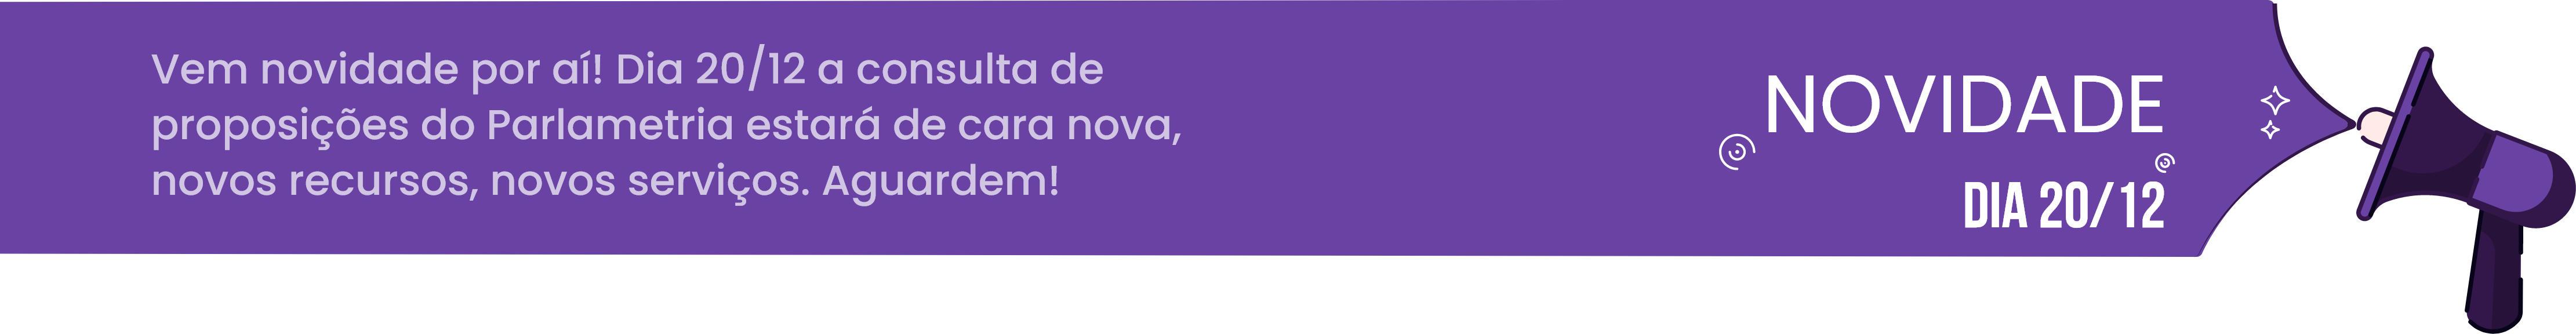 Vem novidade por aí! Dia 20/12 a consulta de
proposições do Parlametria estará de cara nova,
novos recursos, novos serviços. Aguardem!
NOVIDADE
DIA 20/12